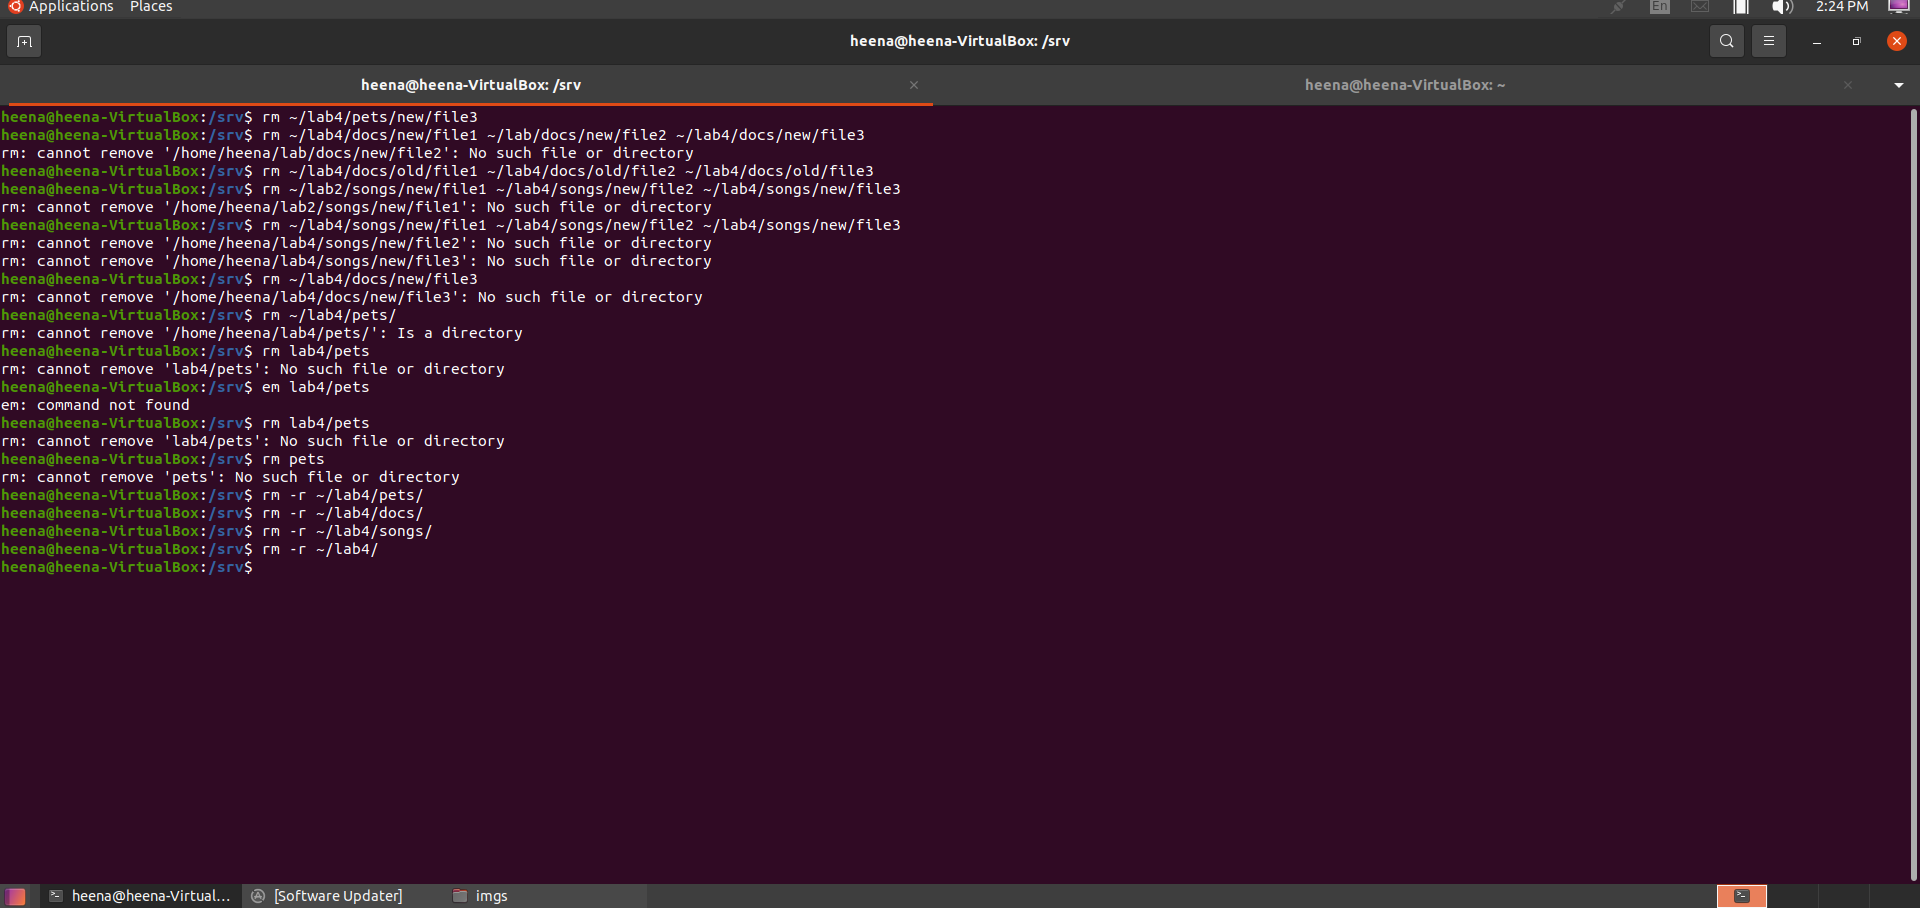 Applications Places En 2:24 PM
heena@heena-VirtualBox: /srv
heena@heena-VirtualBox: /srv heena@heena-VirtualBox: ~
heena@heena-VirtualBox:/srv$ rm ~/lab4/pets/new/file3
heena@heena-VirtualBox:/srv$ rm ~/lab4/docs/new/file1 ~/lab/docs/new/file2 ~/lab4/docs/new/file3
rm: cannot remove '/home/heena/lab/docs/new/file2': No such file or directory
heena@heena-VirtualBox:/srv$ rm ~/lab4/docs/old/file1 ~/lab4/docs/old/file2 ~/lab4/docs/old/file3
heena@heena-VirtualBox:/srv$ rm ~/lab2/songs/new/file1 ~/lab4/songs/new/file2 ~/lab4/songs/new/file3
rm: cannot remove '/home/heena/lab2/songs/new/file1': No such file or directory
heena@heena-VirtualBox:/srv$ rm ~/lab4/songs/new/file1 ~/lab4/songs/new/file2 ~/lab4/songs/new/file3
rm: cannot remove '/home/heena/lab4/songs/new/file2': No such file or directory
rm: cannot remove '/home/heena/lab4/songs/new/file3': No such file or directory
heena@heena-VirtualBox:/srv$ rm ~/lab4/docs/new/file3
rm: cannot remove '/home/heena/lab4/docs/new/file3': No such file or directory
heena@heena-VirtualBox:/srv$ rm ~/lab4/pets/
rm: cannot remove '/home/heena/lab4/pets/': Is a directory
heena@heena-VirtualBox:/srv$ rm lab4/pets
rm: cannot remove 'lab4/pets': No such file or directory
heena@heena-VirtualBox:/srv$ em lab4/pets
em: command not found
heena@heena-VirtualBox:/srv$ rm lab4/pets
rm: cannot remove 'lab4/pets': No such file or directory
heena@heena-VirtualBox:/srv$ rm pets
rm: cannot remove 'pets': No such file or directory
heena@heena-VirtualBox:/srv$ rm -r ~/lab4/pets/
heena@heena-VirtualBox:/srv$ rm -r ~/lab4/docs/
heena@heena-VirtualBox:/srv$ rm -r ~/lab4/songs/
heena@heena-VirtualBox:/srv$ rm -r ~/lab4/
heena@heena-VirtualBox:/srv$
heena@heena-Virtual... [Software Updater] imgs